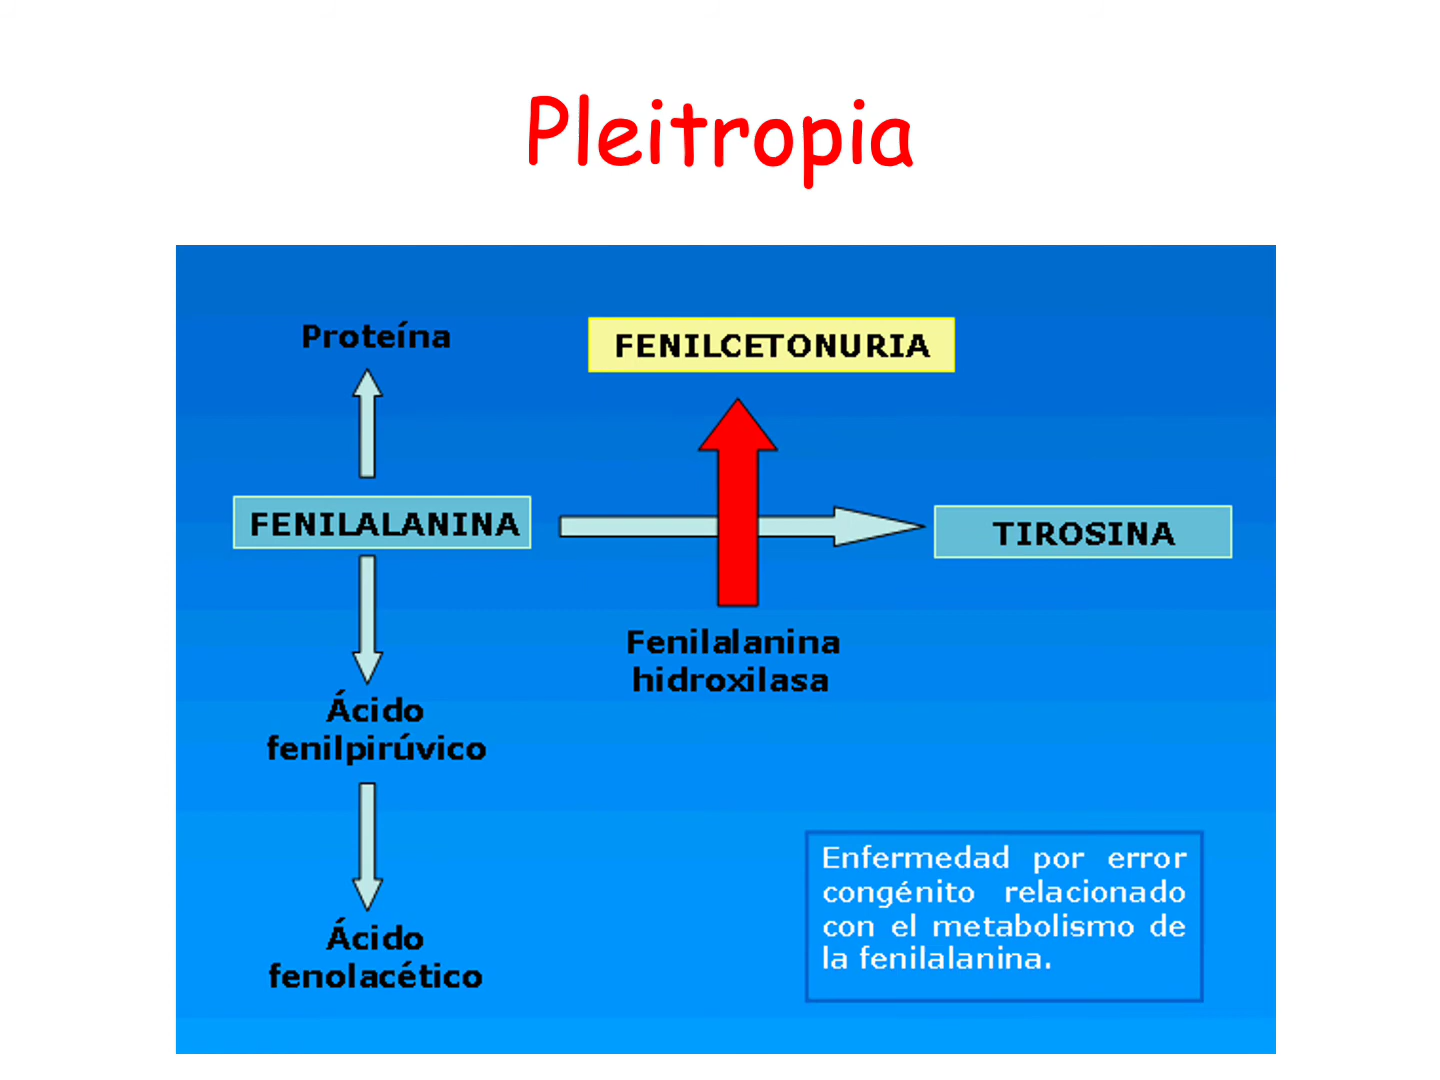 Pleitropia
Proteína
FENILCETONURIA
FENILALANINA
TIROSINA
Fenilalanina
hidroxilasa
Ácido
fenilpirúvico
Ácido
fenolacético
Enfermedad por error
congénito relacionado
con el metabolismo de
la fenilalanina.